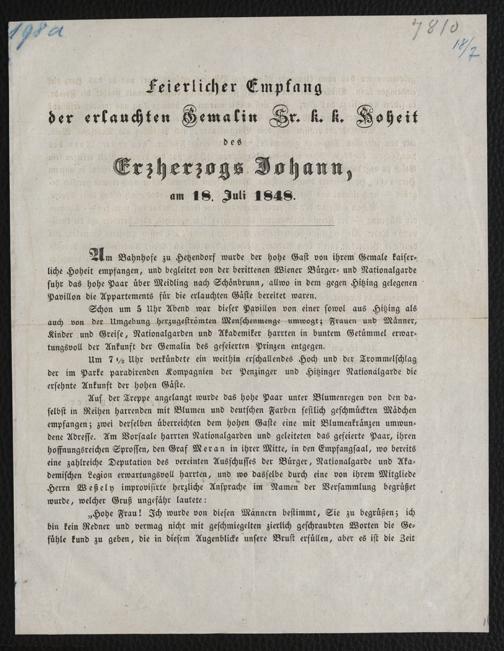 198a
7810
18/7
Feierlicher Empfang
der erlauchten Gemalin Sr. k. k. Hoheit
des
Erzherzogs Johann,
am 18. Juli 1848.
Am Bahnhofe zu Hetzendorf wurde der hohe Gast von ihrem Gemale kaiser-
liche Hoheit empfangen, und begleitet von der berittenen Wiener Bürger- und Nationalgarde
fuhr das hohe Paar über Meidling nach Schönbrunn, allwo in dem gegen Hitzing gelegenen
Pavillon die Appartements für die erlauchten Gäste bereitet waren.
Schon um 5 Uhr Abend war dieser Pavillon von einer sowol aus Hitzing als
auch von der Umgebung herzugeströmten Menschenmenge umwogt; Frauen und Männer,
Kinder und Greise, Nationalgarden und Akademiker harrten in buntem Getümmel erwar-
tungsvoll der Ankunft der Gemalin des gefeierten Prinzen entgegen.
Um 7 1/2 Uhr verkündete ein weithin erschallendes Hoch und der Trommelschlag
der im Parke paradirenden Kompagnien der Penzinger und Hitzinger Nationalgarde die
ersehnte Ankunft der hohen Gäste.
Auf der Treppe angelangt wurde das hohe Paar unter Blumenregen von den da-
selbst in Reihen harrenden mit Blumen und deutschen Farben festlich geschmückten Mädchen
empfangen; zwei derselben überreichten dem hohen Gaste eine mit Blumenkränzen umwun-
dene Adresse. Am Vorsaale harrten Nationalgarden und geleiteten das gefeierte Paar, ihren
hoffnungsreichen Sprossen, den Graf Meran in ihrer Mitte, in den Empfangsaal, wo bereits
eine zahlreiche Deputation des vereinten Ausschusses der Bürger, Nationalgarde und Aka-
demischen Legion erwartungsvoll harrten, und wo dasselbe durch eine von ihrem Mitgliede
Herrn Weßely improvisirte herzliche Ansprache im Namen der Versammlung begrüßet
wurde, welcher Gruß ungefähr lautete:
„Hohe Frau! Ich wurde von diesen Männern bestimmt, Sie zu begrüßen; ich
bin kein Redner und vermag nicht mit geschmiegelten zierlich geschraubten Worten die Ge-
fühle kund zu geben, die in diesem Augenblicke unsere Brust erfüllen, aber es ist die Zeit